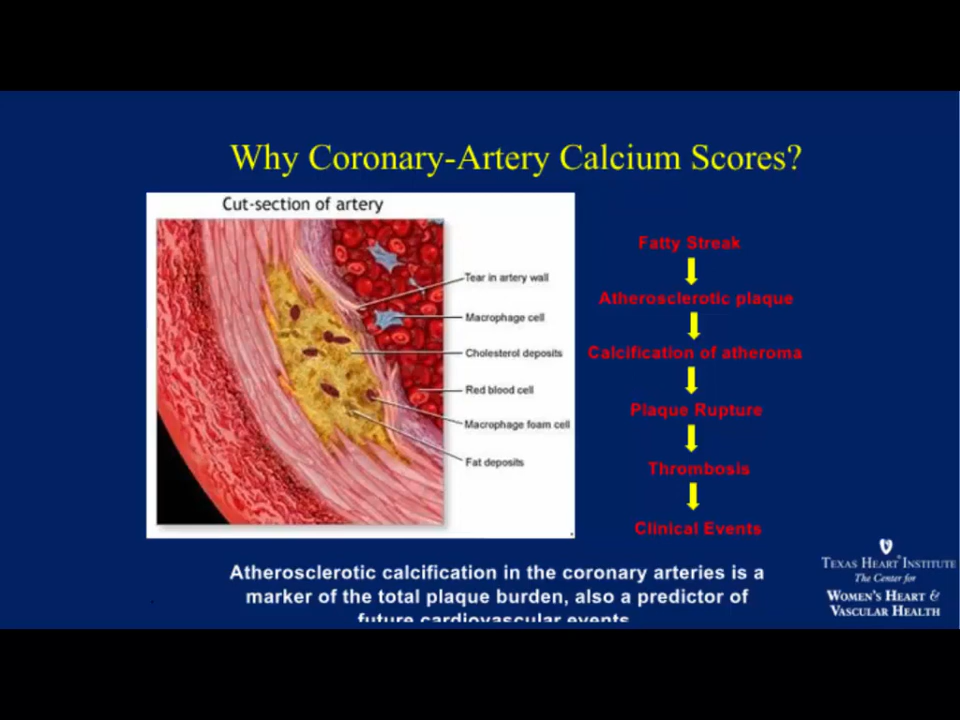 Why Coronary-Artery Calcium Scores?
Cut-section of artery
Tear in artery wall
Macrophage cell
Cholesterol deposits
Red blood cell
Macrophage foam cell
Fat deposits
Fatty Streak
Atherosclerotic plaque
Calcification of atheroma
Plaque Rupture
Thrombosis
Clinical Events
Atherosclerotic calcification in the coronary arteries is a
marker of the total plaque burden, also a predictor of
future cardiovascular events
TEXAS HEART INSTITUTE
The Center for
WOMEN'S HEART &
VASCULAR HEALTH